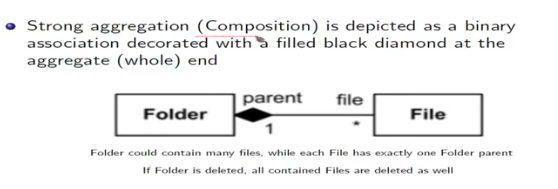 Strong aggregation (Composition) is depicted as a binary
association decorated with a filled black diamond at the
aggregate (whole) end
parent file
Folder File
1 *
Folder could contain many files, while each File has exactly one Folder parent
If Folder is deleted, all contained Files are deleted as well